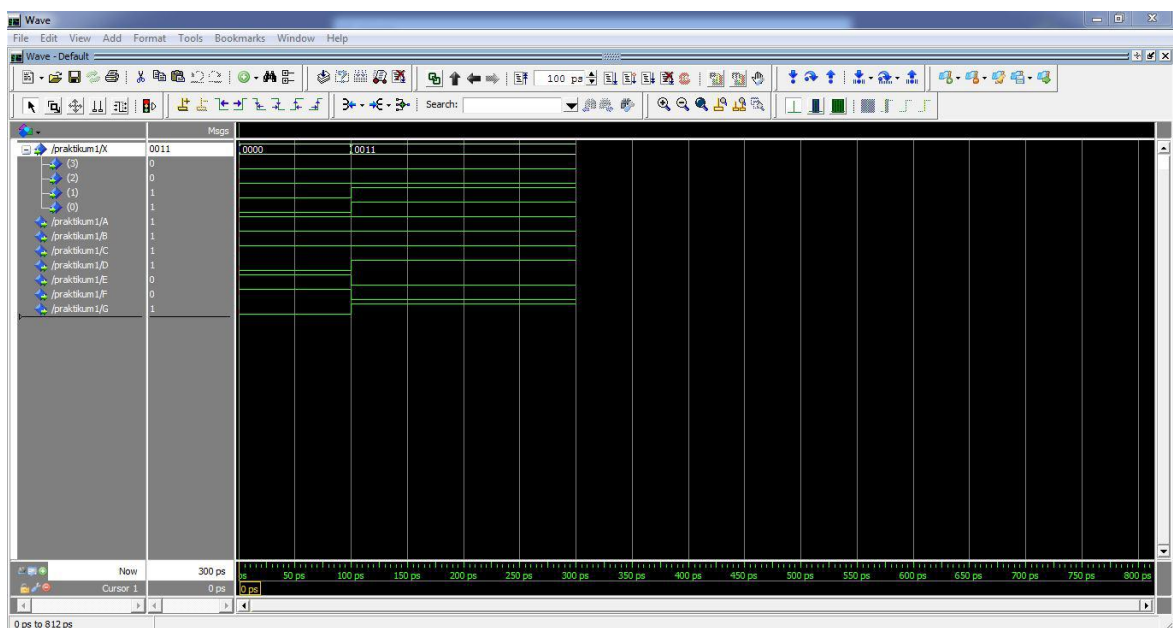 Wave
File Edit View Add Format Tools Bookmarks Window Help
Wave - Default
100 ps
Search:
Msgs
/praktikum1/X 0011 0000 0011
(3) 0
(2) 0
(1) 1
(0) 1
/praktikum1/A 1
/praktikum1/B 1
/praktikum1/C 1
/praktikum1/D 1
/praktikum1/E 0
/praktikum1/F 0
/praktikum1/G 1
Now 300 ps
ps 50 ps 100 ps 150 ps 200 ps 250 ps 300 ps 350 ps 400 ps 450 ps 500 ps 550 ps 600 ps 650 ps 700 ps 750 ps 800 ps
Cursor 1 0 ps 0 ps
0 ps to 812 ps